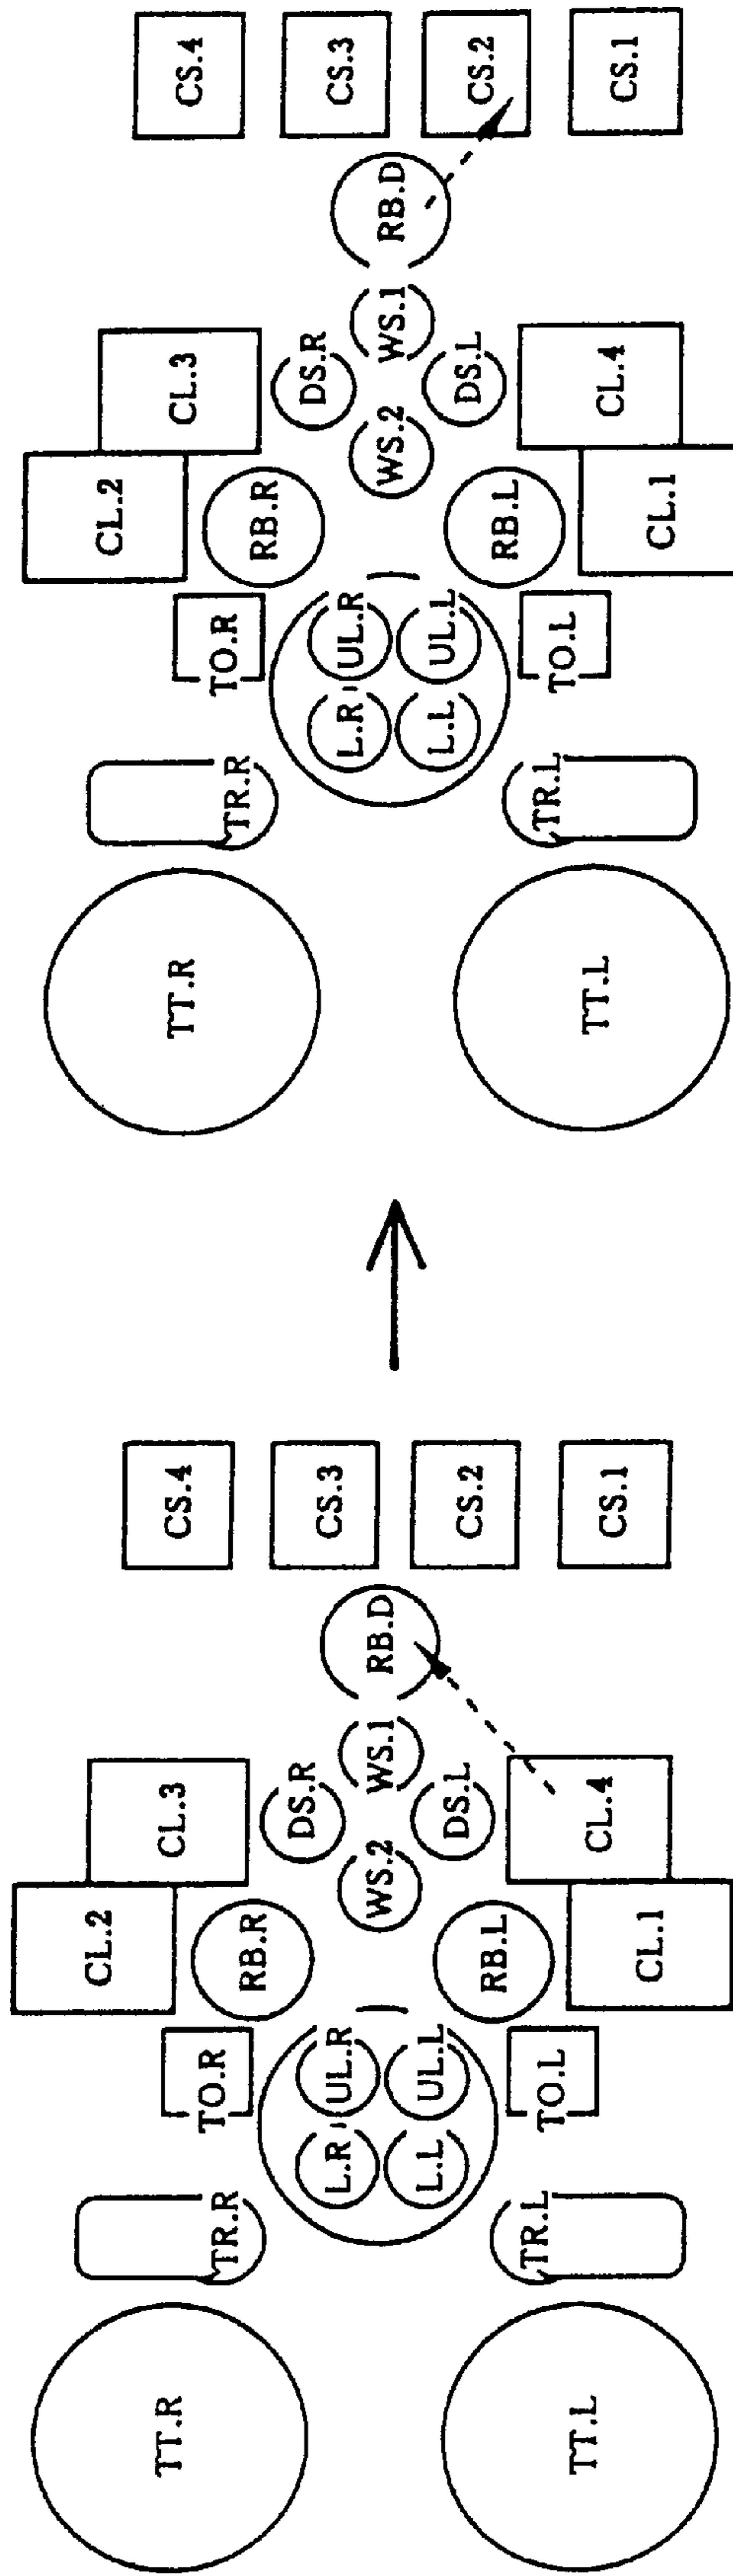 CL.2
TT.R
CL.3
CS.4
TO.R
TR.R
RB.R
DS.R
CS.3
L.R
UL.R
WS.2
WS.1
RB.D
L.L
UL.L
DS.L
CS.2
RB.L
TR.L
TO.L
TT.L
CL.4
CS.1
CL.1
CL.2
TT.R
CL.3
CS.4
TO.R
TR.R
RB.R
DS.R
CS.3
L.R
UL.R
WS.2
WS.1
RB.D
L.L
UL.L
DS.L
CS.2
RB.L
TR.L
TO.L
TT.L
CL.4
CS.1
CL.1